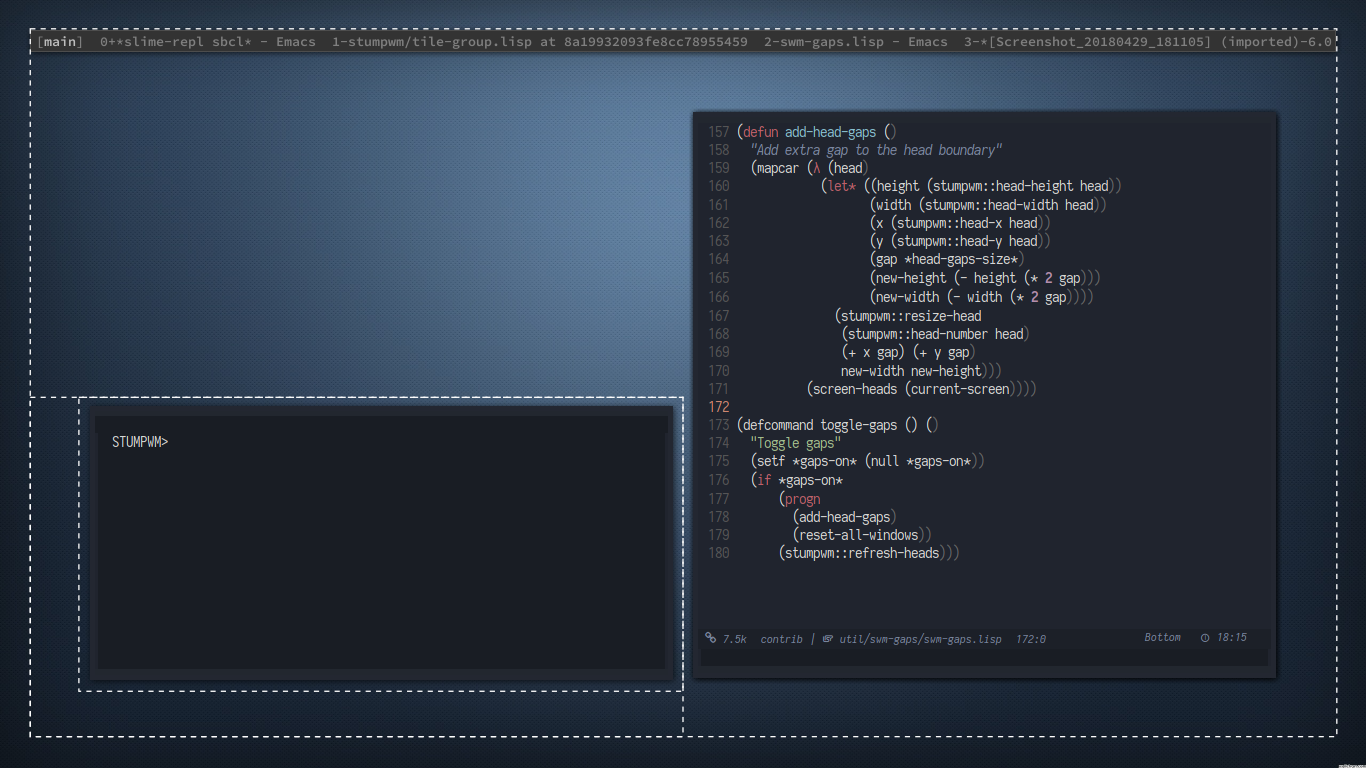 [main]  0+*slime-repl sbcl* - Emacs  1-stumpwm/tile-group.lisp at 8a19932093fe8cc78955459  2-swm-gaps.lisp - Emacs  3-*[Screenshot_20180429_181105] (imported)-6.0
STUMPWM>
157 (defun add-head-gaps ()
158   "Add extra gap to the head boundary"
159   (mapcar (λ (head)
160             (let* ((height (stumpwm::head-height head))
161                    (width (stumpwm::head-width head))
162                    (x (stumpwm::head-x head))
163                    (y (stumpwm::head-y head))
164                    (gap *head-gaps-size*)
165                    (new-height (- height (* 2 gap)))
166                    (new-width (- width (* 2 gap))))
167               (stumpwm::resize-head
168                (stumpwm::head-number head)
169                (+ x gap) (+ y gap)
170                new-width new-height)))
171           (screen-heads (current-screen))))
172
173 (defcommand toggle-gaps () ()
174   "Toggle gaps"
175   (setf *gaps-on* (null *gaps-on*))
176   (if *gaps-on*
177       (progn
178         (add-head-gaps)
179         (reset-all-windows))
180       (stumpwm::refresh-heads)))
7.5k  contrib | util/swm-gaps/swm-gaps.lisp  172:0  Bottom  18:15